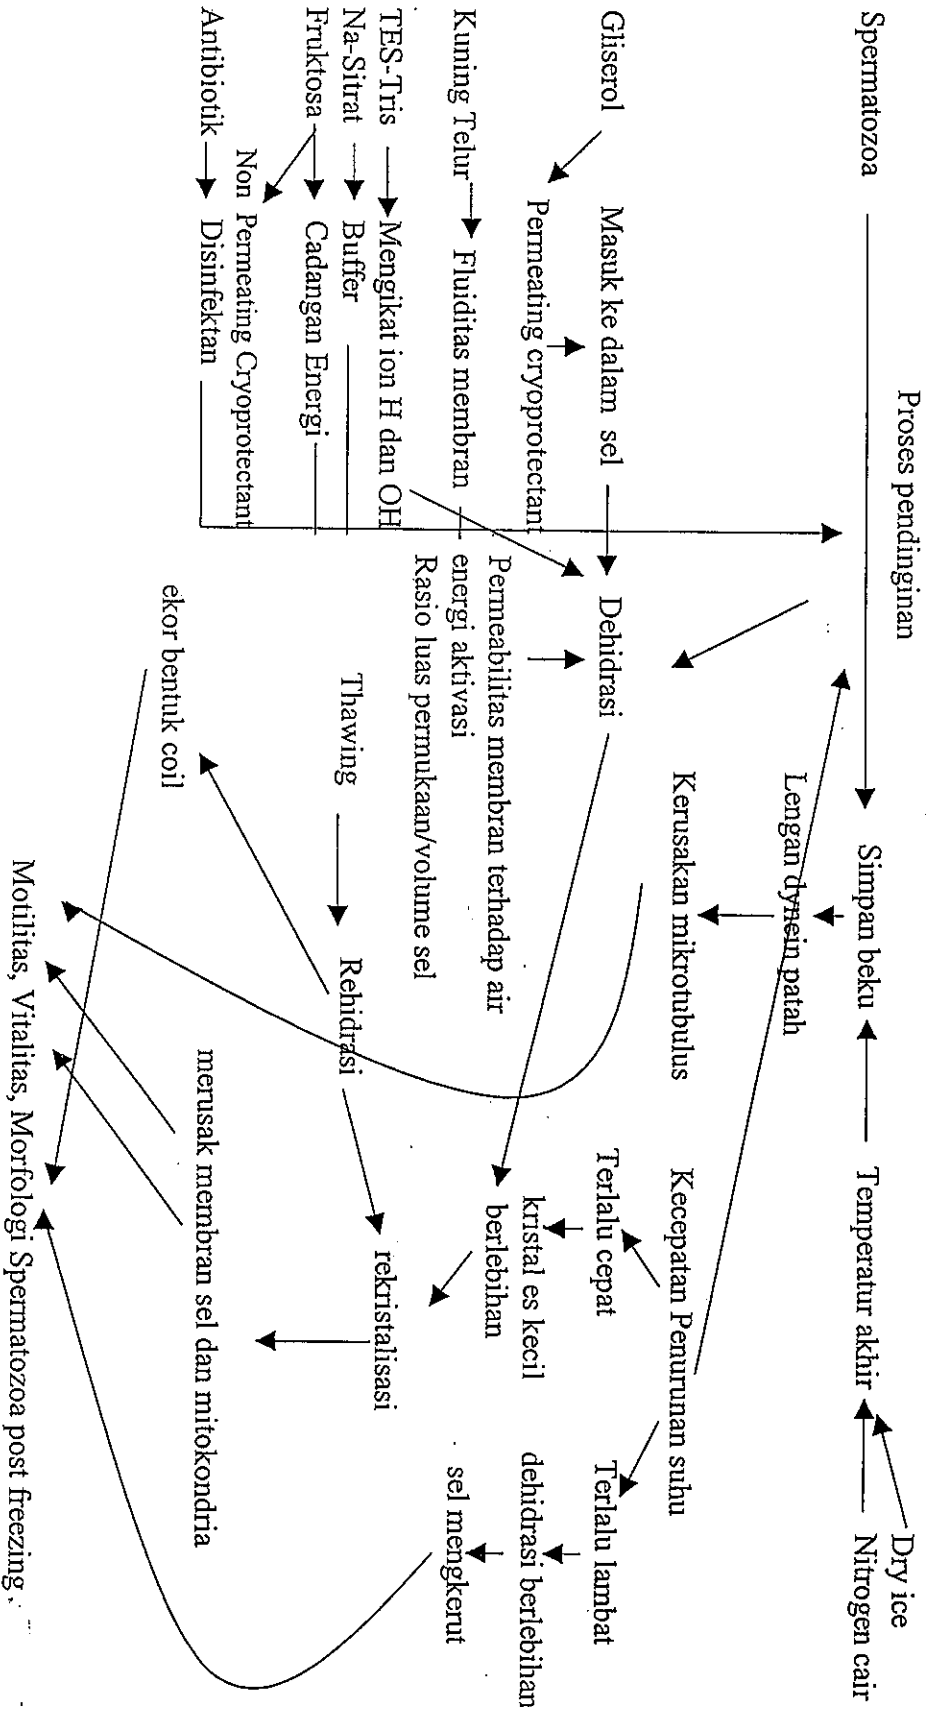 Proses pendinginan
Spermatozoa
Simpan beku
Temperatur akhir
Dry ice
Nitrogen cair
Lengan dynein patah
Kerusakan mikrotubulus
Kecepatan Penurunan suhu
Gliserol
Masuk ke dalam sel
Dehidrasi
Terlalu cepat
Terlalu lambat
Permeating cryoprotectant
Permeabilitas membran terhadap air
kristal es kecil
berlebihan
dehidrasi berlebihan
Kuning Telur
Fluiditas membran
energi aktivasi
sel mengkerut
Rasio luas permukaan/volume sel
TES-Tris
Mengikat ion H dan OH
rekristalisasi
Na-Sitrat
Buffer
Thawing
Rehidrasi
Fruktosa
Cadangan Energi
Non Permeating Cryoprotectant
Antibiotik
Disinfektan
merusak membran sel dan mitokondria
ekor bentuk coil
Motilitas, Vitalitas, Morfologi Spermatozoa post freezing